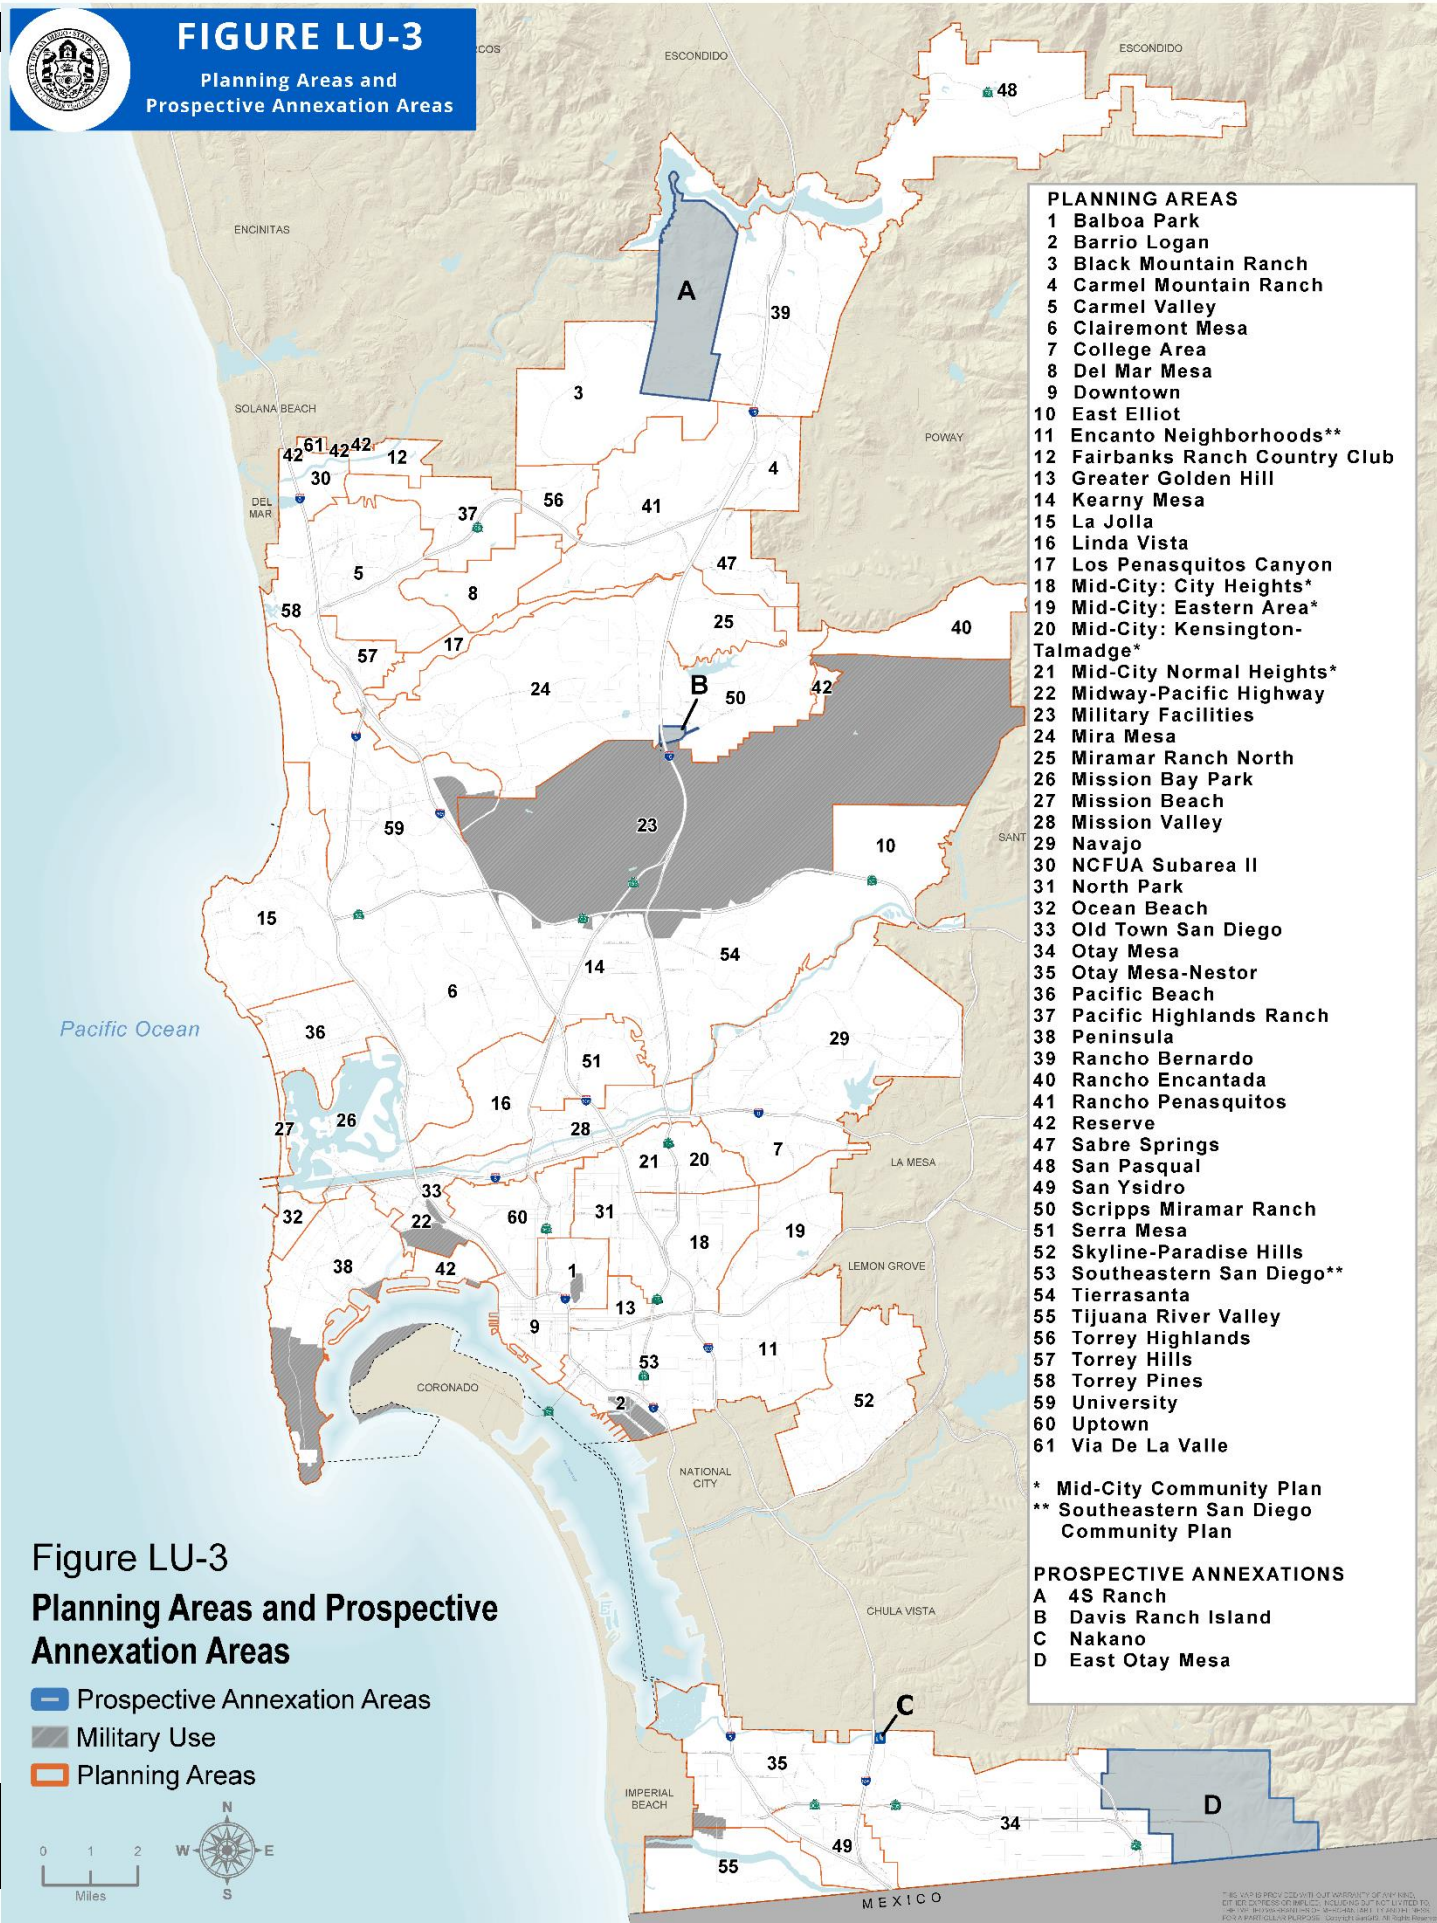 FIGURE LU-3
Planning Areas and
Prospective Annexation Areas
COS
ESCONDIDO
ESCONDIDO
48
ENCINITAS
A
39
3
SOLANA BEACH
POWAY
42
61
42
42
12
30
4
DEL
MAR
37
56
41
5
47
8
58
25
40
17
57
24
B
50
42
59
23
10
SANT
15
54
14
6
Pacific Ocean
36
29
51
26
16
27
28
7
21
20
LA MESA
33
32
22
60
31
19
18
38
42
1
LEMON GROVE
13
9
11
53
CORONADO
2
52
NATIONAL
CITY
CHULA VISTA
C
35
IMPERIAL
BEACH
D
34
49
55
MEXICO
PLANNING AREAS
1 Balboa Park
2 Barrio Logan
3 Black Mountain Ranch
4 Carmel Mountain Ranch
5 Carmel Valley
6 Clairemont Mesa
7 College Area
8 Del Mar Mesa
9 Downtown
10 East Elliot
11 Encanto Neighborhoods**
12 Fairbanks Ranch Country Club
13 Greater Golden Hill
14 Kearny Mesa
15 La Jolla
16 Linda Vista
17 Los Penasquitos Canyon
18 Mid-City: City Heights*
19 Mid-City: Eastern Area*
20 Mid-City: Kensington-
Talmadge*
21 Mid-City Normal Heights*
22 Midway-Pacific Highway
23 Military Facilities
24 Mira Mesa
25 Miramar Ranch North
26 Mission Bay Park
27 Mission Beach
28 Mission Valley
29 Navajo
30 NCFUA Subarea II
31 North Park
32 Ocean Beach
33 Old Town San Diego
34 Otay Mesa
35 Otay Mesa-Nestor
36 Pacific Beach
37 Pacific Highlands Ranch
38 Peninsula
39 Rancho Bernardo
40 Rancho Encantada
41 Rancho Penasquitos
42 Reserve
47 Sabre Springs
48 San Pasqual
49 San Ysidro
50 Scripps Miramar Ranch
51 Serra Mesa
52 Skyline-Paradise Hills
53 Southeastern San Diego**
54 Tierrasanta
55 Tijuana River Valley
56 Torrey Highlands
57 Torrey Hills
58 Torrey Pines
59 University
60 Uptown
61 Via De La Valle
* Mid-City Community Plan
** Southeastern San Diego
Community Plan
PROSPECTIVE ANNEXATIONS
A 4S Ranch
B Davis Ranch Island
C Nakano
D East Otay Mesa
Figure LU-3
Planning Areas and Prospective
Annexation Areas
Prospective Annexation Areas
Military Use
Planning Areas
N
W
E
S
0 1 2
Miles